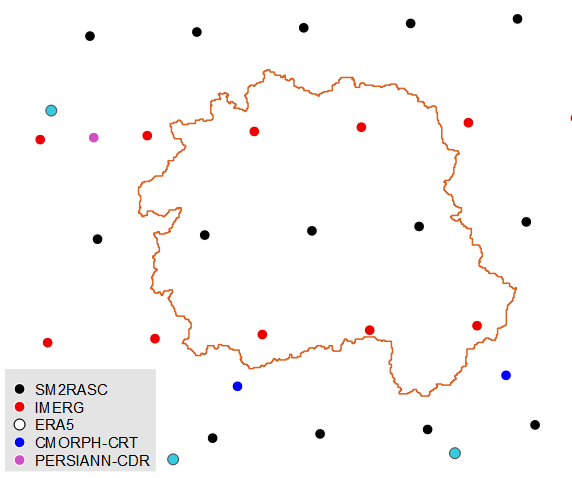 SM2RASC
IMERG
ERA5
CMORPH-CRT
PERSIANN-CDR